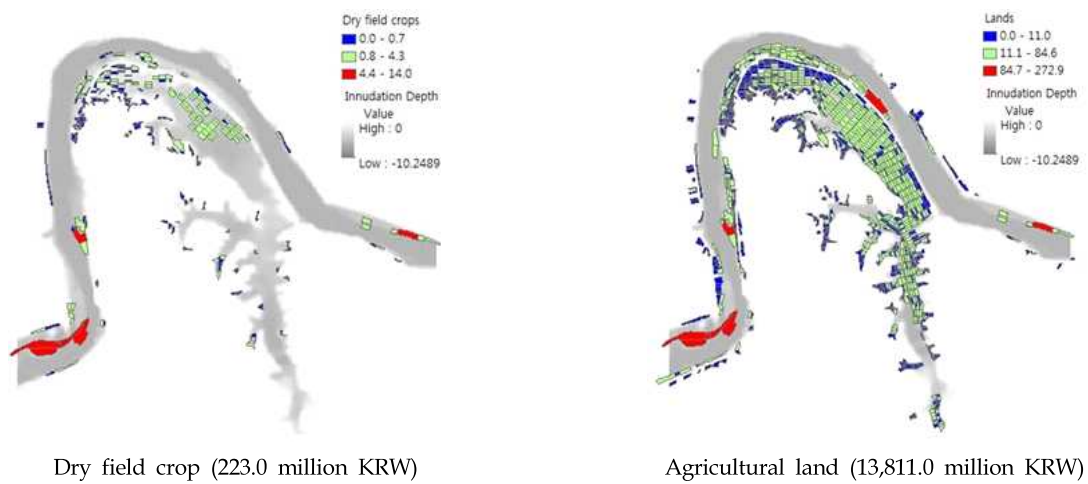 Dry field crops
0.0 - 0.7
0.8 - 4.3
4.4 - 14.0
Innudation Depth
Value
High : 0
Low : -10.2489
Lands
0.0 - 11.0
11.1 - 84.6
84.7 - 272.9
Innudation Depth
Value
High : 0
Low : -10.2489
Dry field crop (223.0 million KRW)
Agricultural land (13,811.0 million KRW)